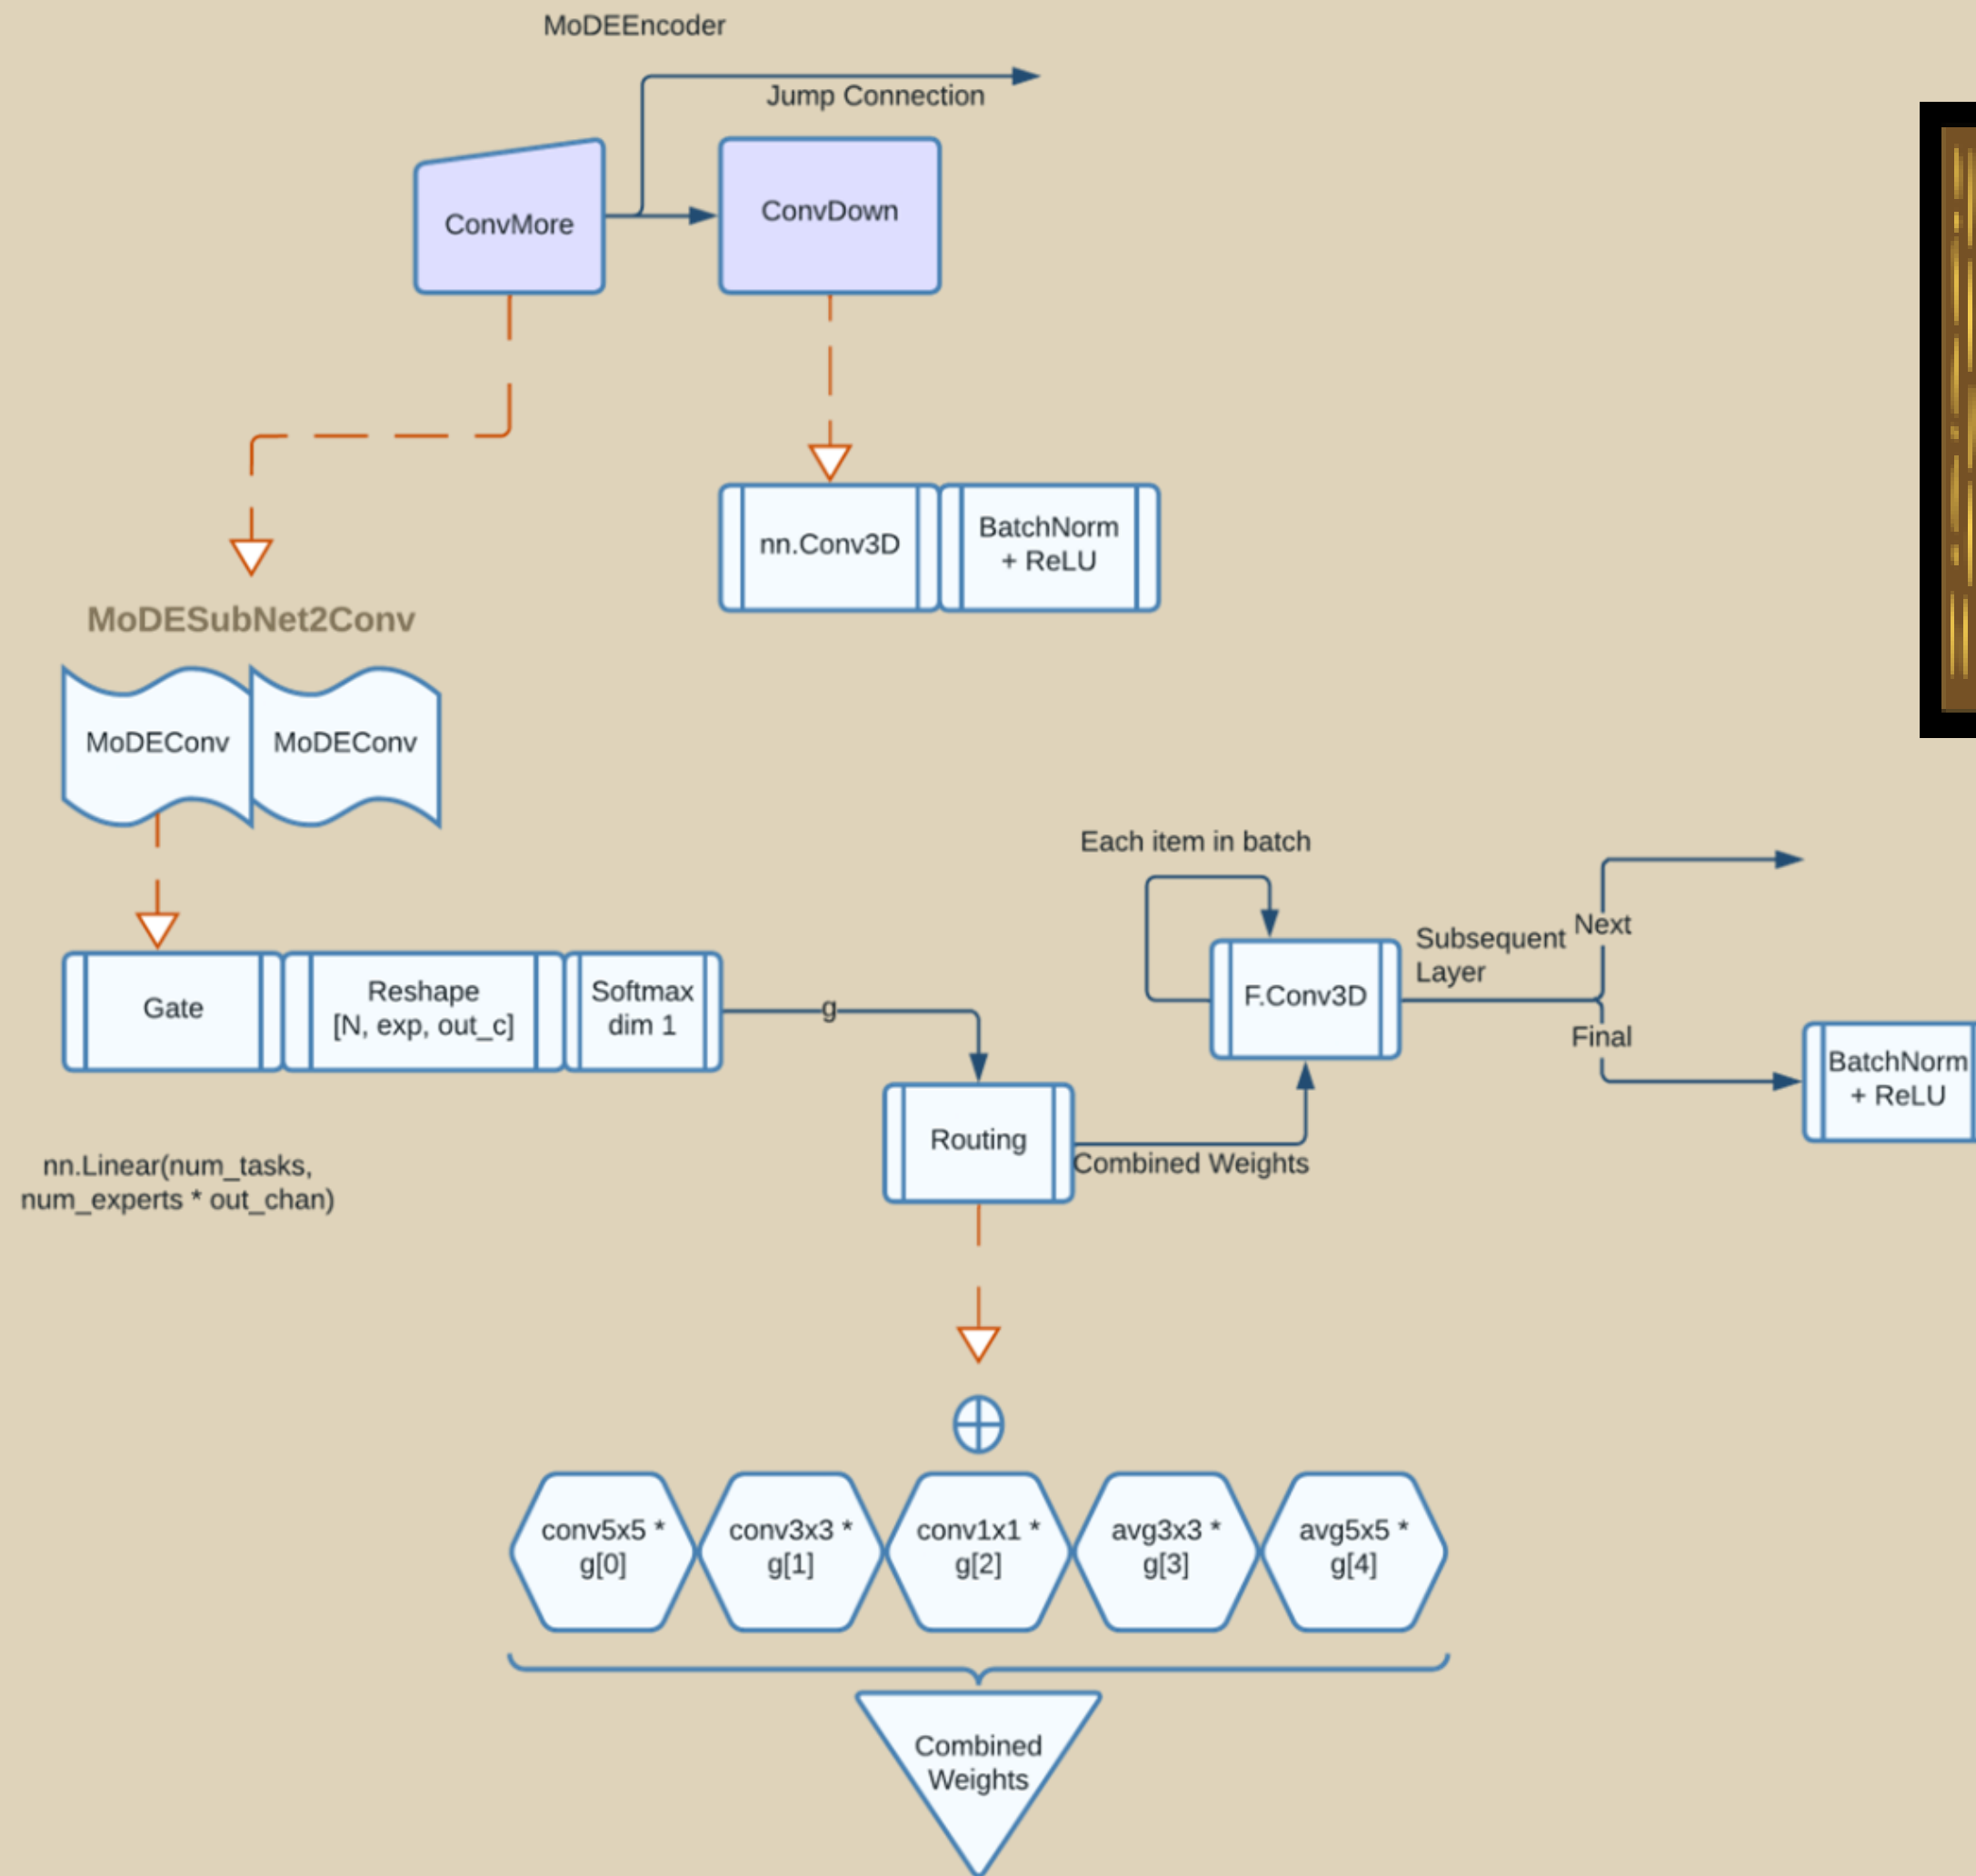 MoDEEncoder
Jump Connection
ConvMore
ConvDown
nn.Conv3D
BatchNorm
+ ReLU
MoDESubNet2Conv
MoDEConv
MoDEConv
Each item in batch
Gate
Reshape
[N, exp, out_c]
Softmax
dim 1
g
F.Conv3D
Subsequent
Layer
Next
Final
BatchNorm
+ ReLU
Routing
Combined Weights
nn.Linear(num_tasks,
num_experts * out_chan)
conv5x5 *
g[0]
conv3x3 *
g[1]
conv1x1 *
g[2]
avg3x3 *
g[3]
avg5x5 *
g[4]
Combined
Weights